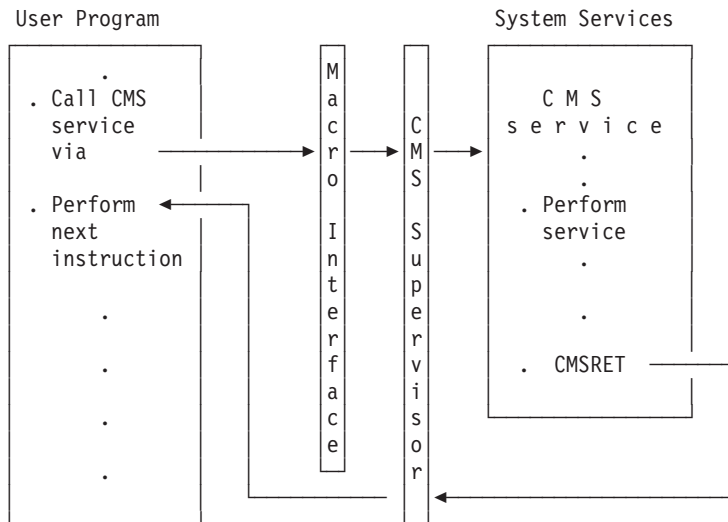 User Program
System Services
. Call CMS
service
via
. Perform
next
instruction
Macro Interface
CMS Supervisor
C M S
s e r v i c e
. Perform
service
. CMSRET